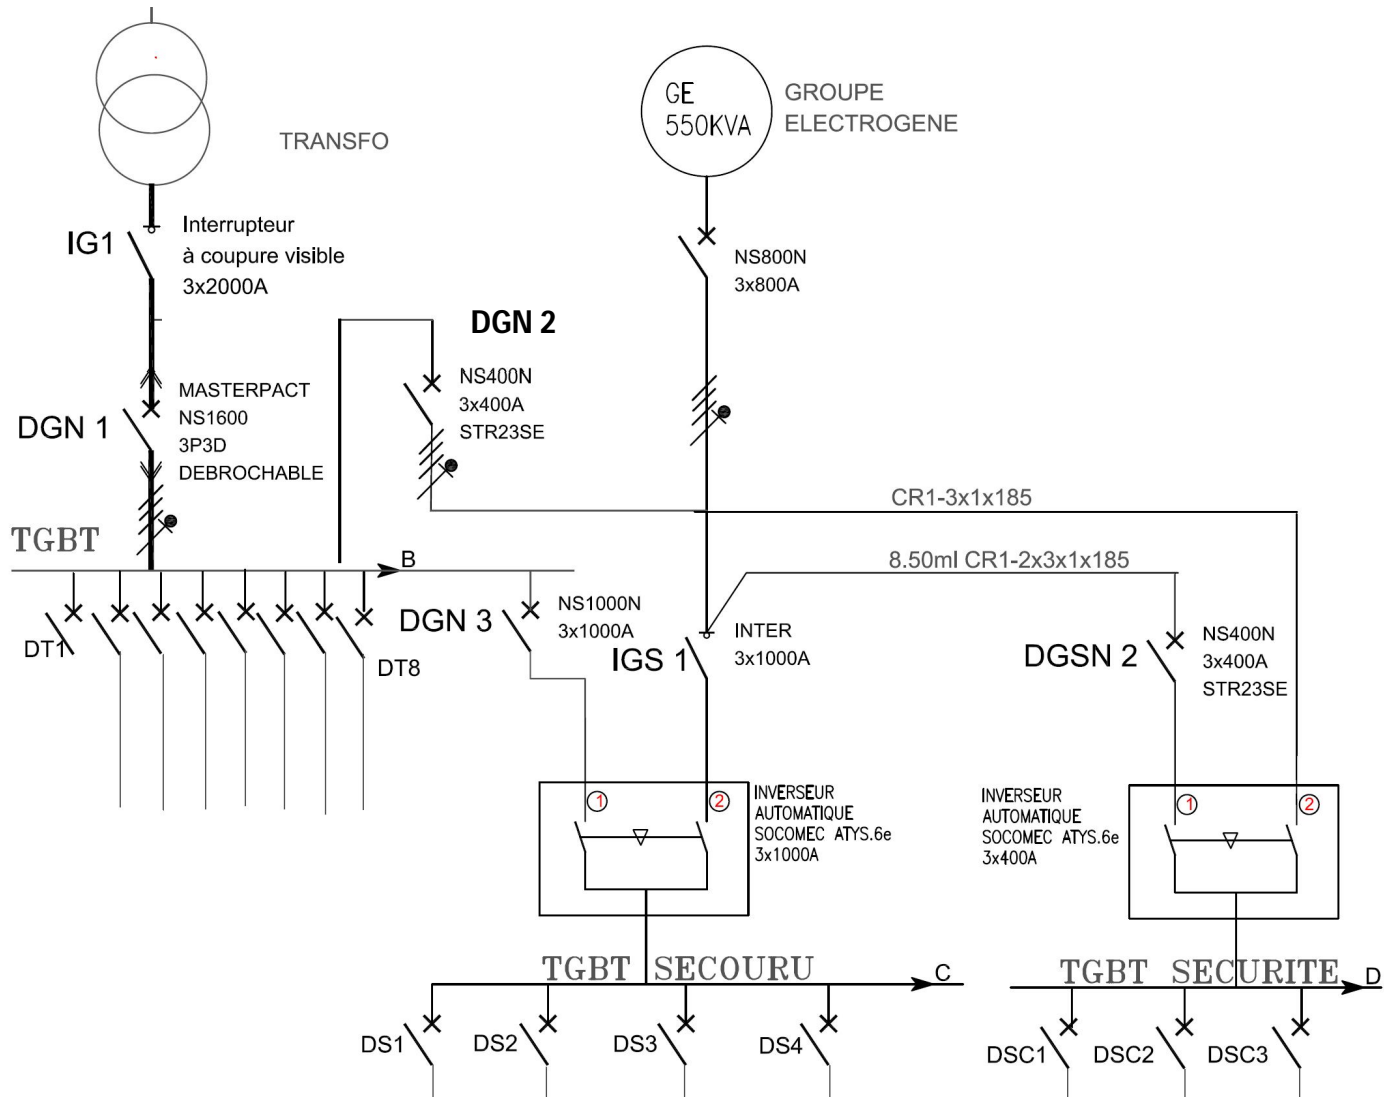 GE
550KVA
GROUPE
ELECTROGENE
TRANSFO
IG1
Interrupteur
à coupure visible
3x2000A
NS800N
3x800A
DGN 2
NS400N
3x400A
STR23SE
DGN 1
MASTERPACT
NS1600
3P3D
DEBROCHABLE
CR1-3x1x185
TGBT
B
8.50ml CR1-2x3x1x185
DT1
DT8
DGN 3
NS1000N
3x1000A
IGS 1
INTER
3x1000A
DGSN 2
NS400N
3x400A
STR23SE
1
2
INVERSEUR
AUTOMATIQUE
SOCOMEC ATYS.6e
3x1000A
INVERSEUR
AUTOMATIQUE
SOCOMEC ATYS.6e
3x400A
1
2
TGBT SECOURU
C
TGBT SECURITE
D
DS1
DS2
DS3
DS4
DSC1
DSC2
DSC3